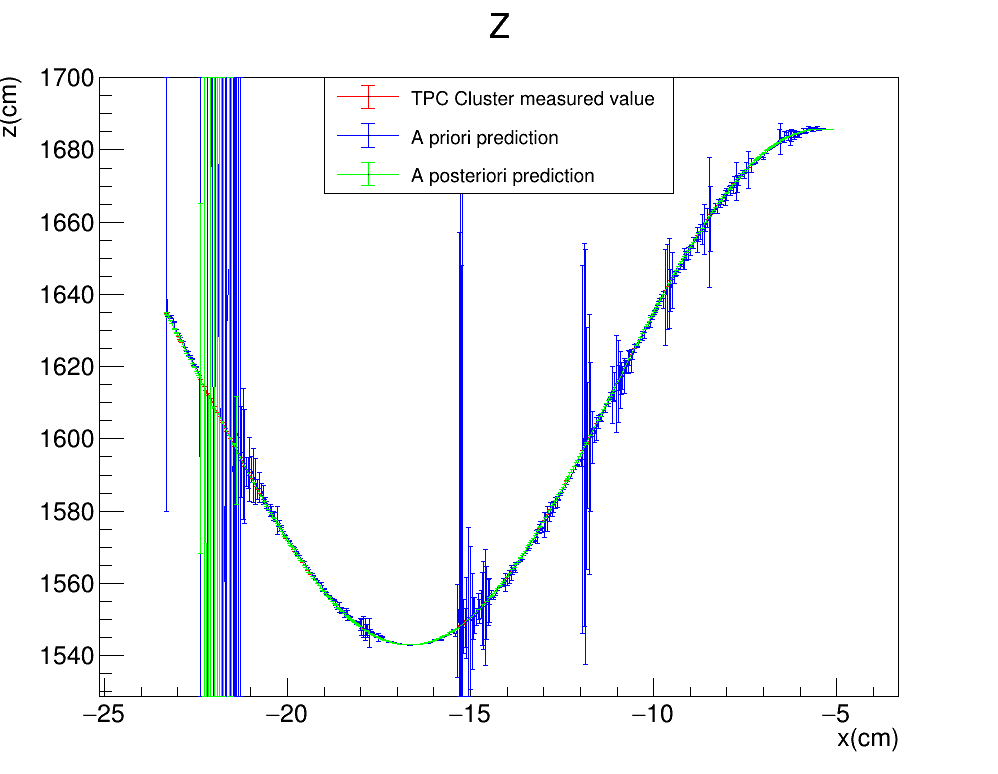 Z
z(cm)
1700
1680
1660
1640
1620
1600
1580
1560
1540
TPC Cluster measured value
A priori prediction
A posteriori prediction
−25
−20
−15
−10
−5
x(cm)